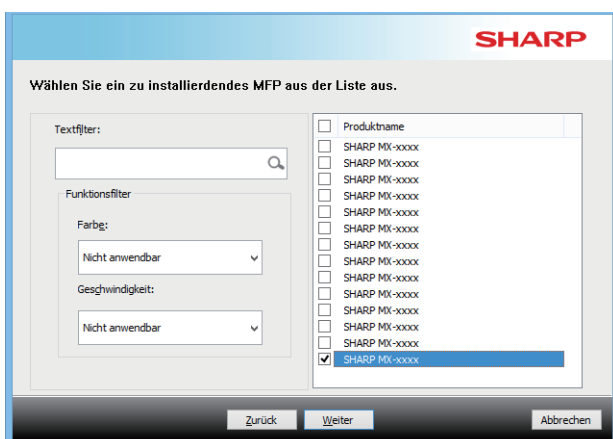 SHARP
Wählen Sie ein zu installierdendes MFP aus der Liste aus.
Textfilter:
Funktionsfilter
Farbe:
Nicht anwendbar
Geschwindigkeit:
Nicht anwendbar
Produktname
SHARP MX-xxxx
SHARP MX-xxxx
SHARP MX-xxxx
SHARP MX-xxxx
SHARP MX-xxxx
SHARP MX-xxxx
SHARP MX-xxxx
SHARP MX-xxxx
SHARP MX-xxxx
SHARP MX-xxxx
SHARP MX-xxxx
SHARP MX-xxxx
SHARP MX-xxxx
SHARP MX-xxxx
Zurück
Weiter
Abbrechen